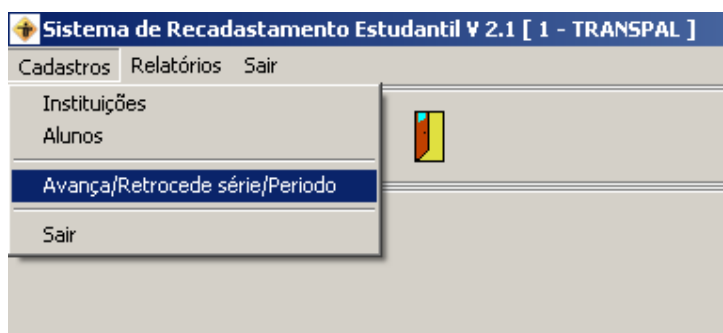 Sistema de Recadastamento Estudantil V 2.1 [ 1 - TRANSPAL ]
Cadastros Relatórios Sair
Instituições
Alunos
Avança/Retrocede série/Periodo
Sair